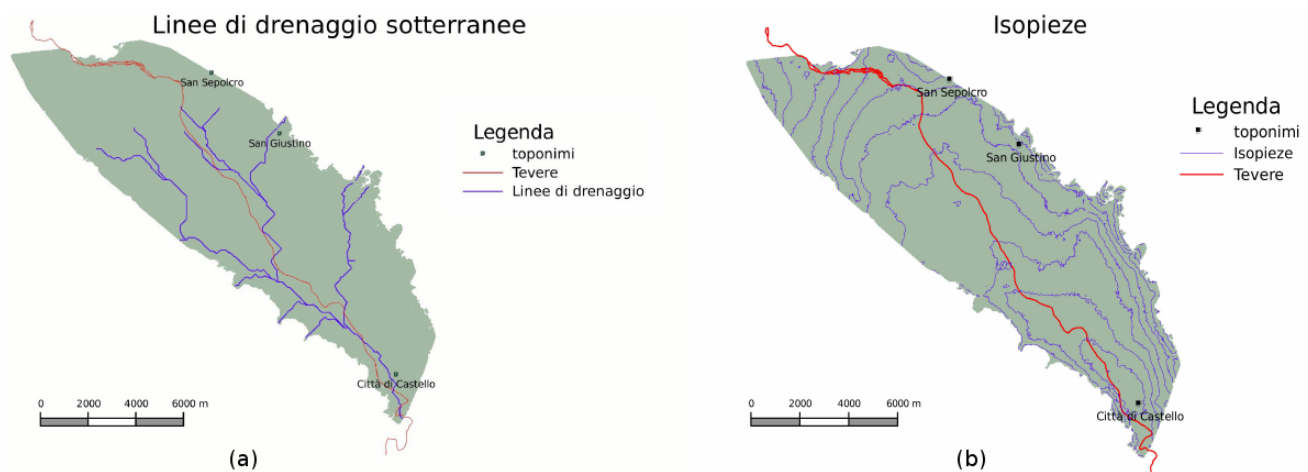 Linee di drenaggio sotterranee
San Sepolcro
San Giustino
Città di Castello
Legenda
toponimi
Tevere
Linee di drenaggio
0 2000 4000 6000 m
(a)
Isopieze
San Sepolcro
San Giustino
Città di Castello
Legenda
toponimi
Isopieze
Tevere
0 2000 4000 6000 m
(b)